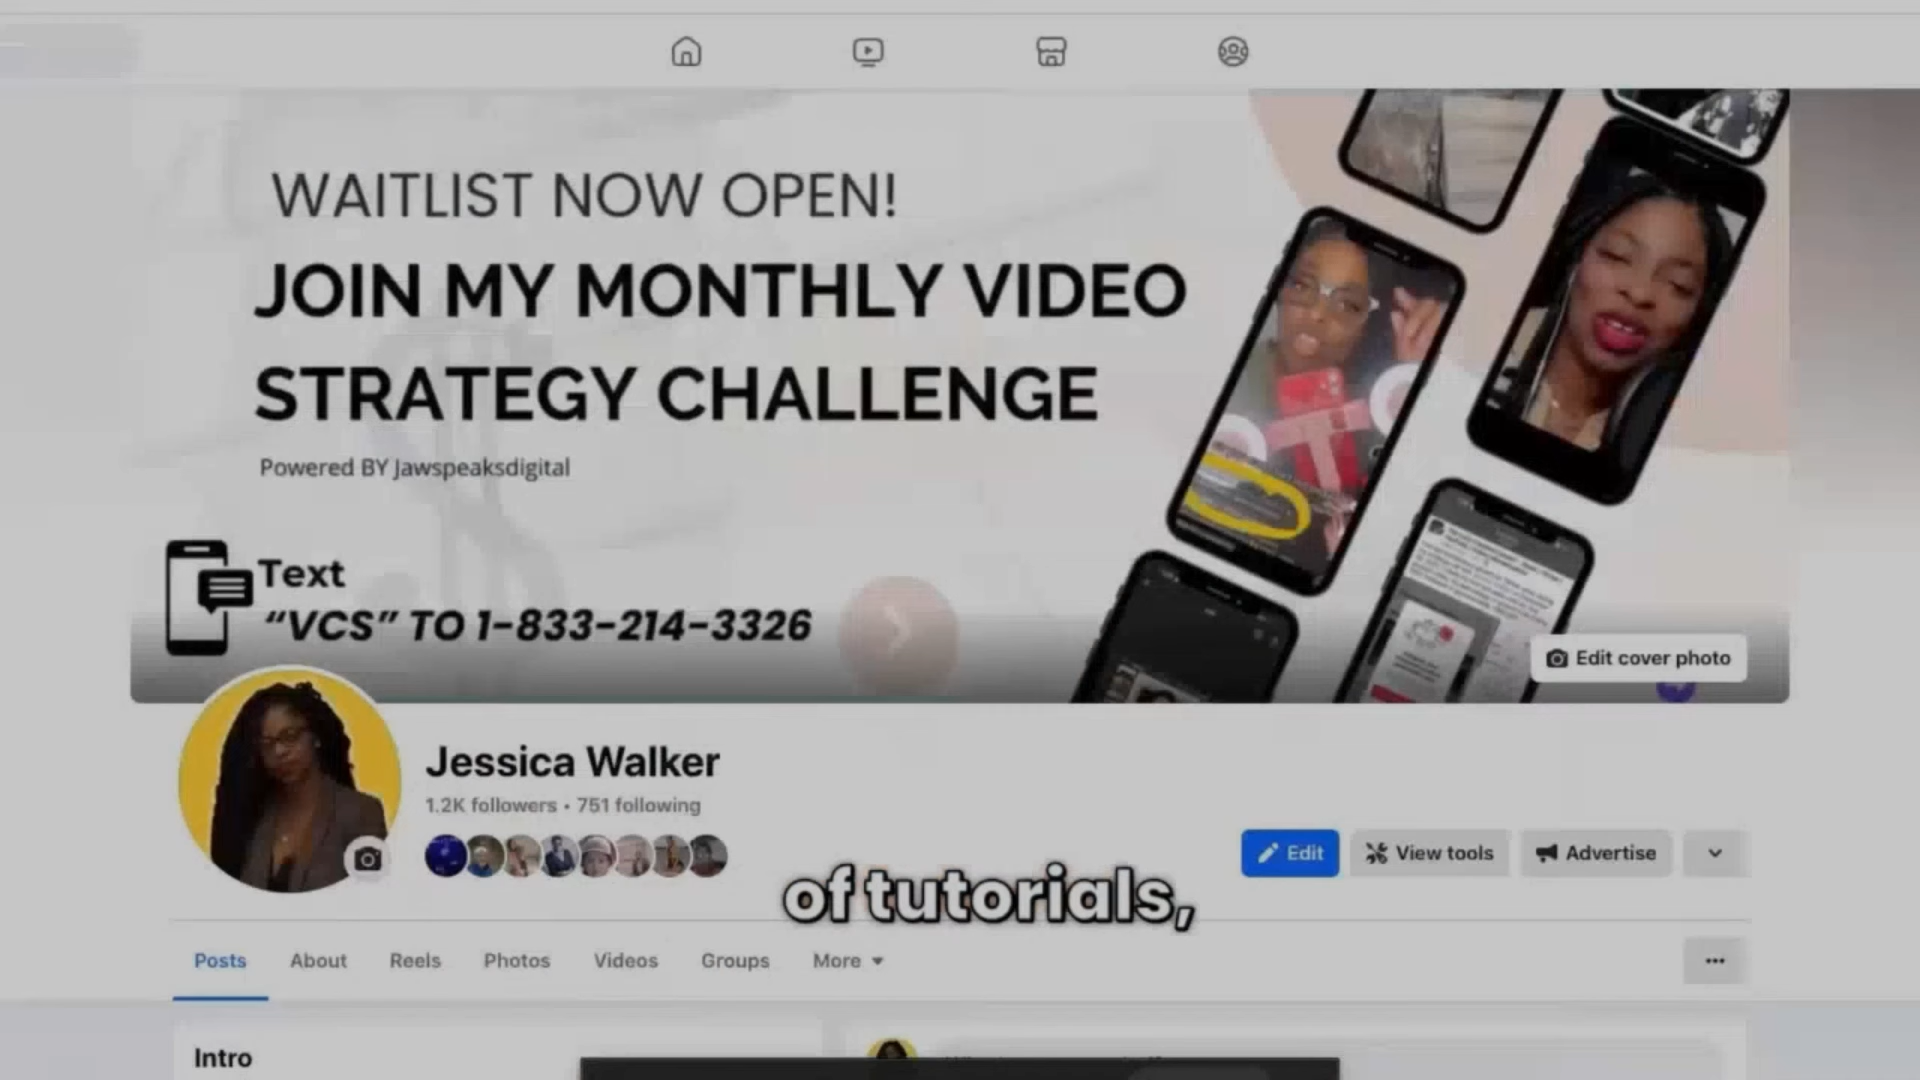 WAITLIST NOW OPEN!
JOIN MY MONTHLY VIDEO
STRATEGY CHALLENGE
Powered BY Jawspeaksdigital
Text
“VCS” TO 1-833-214-3326
Edit cover photo
Jessica Walker
1.2K followers • 751 following
Edit
View tools
Advertise
of tutorials,
Posts
About
Reels
Photos
Videos
Groups
More
Intro